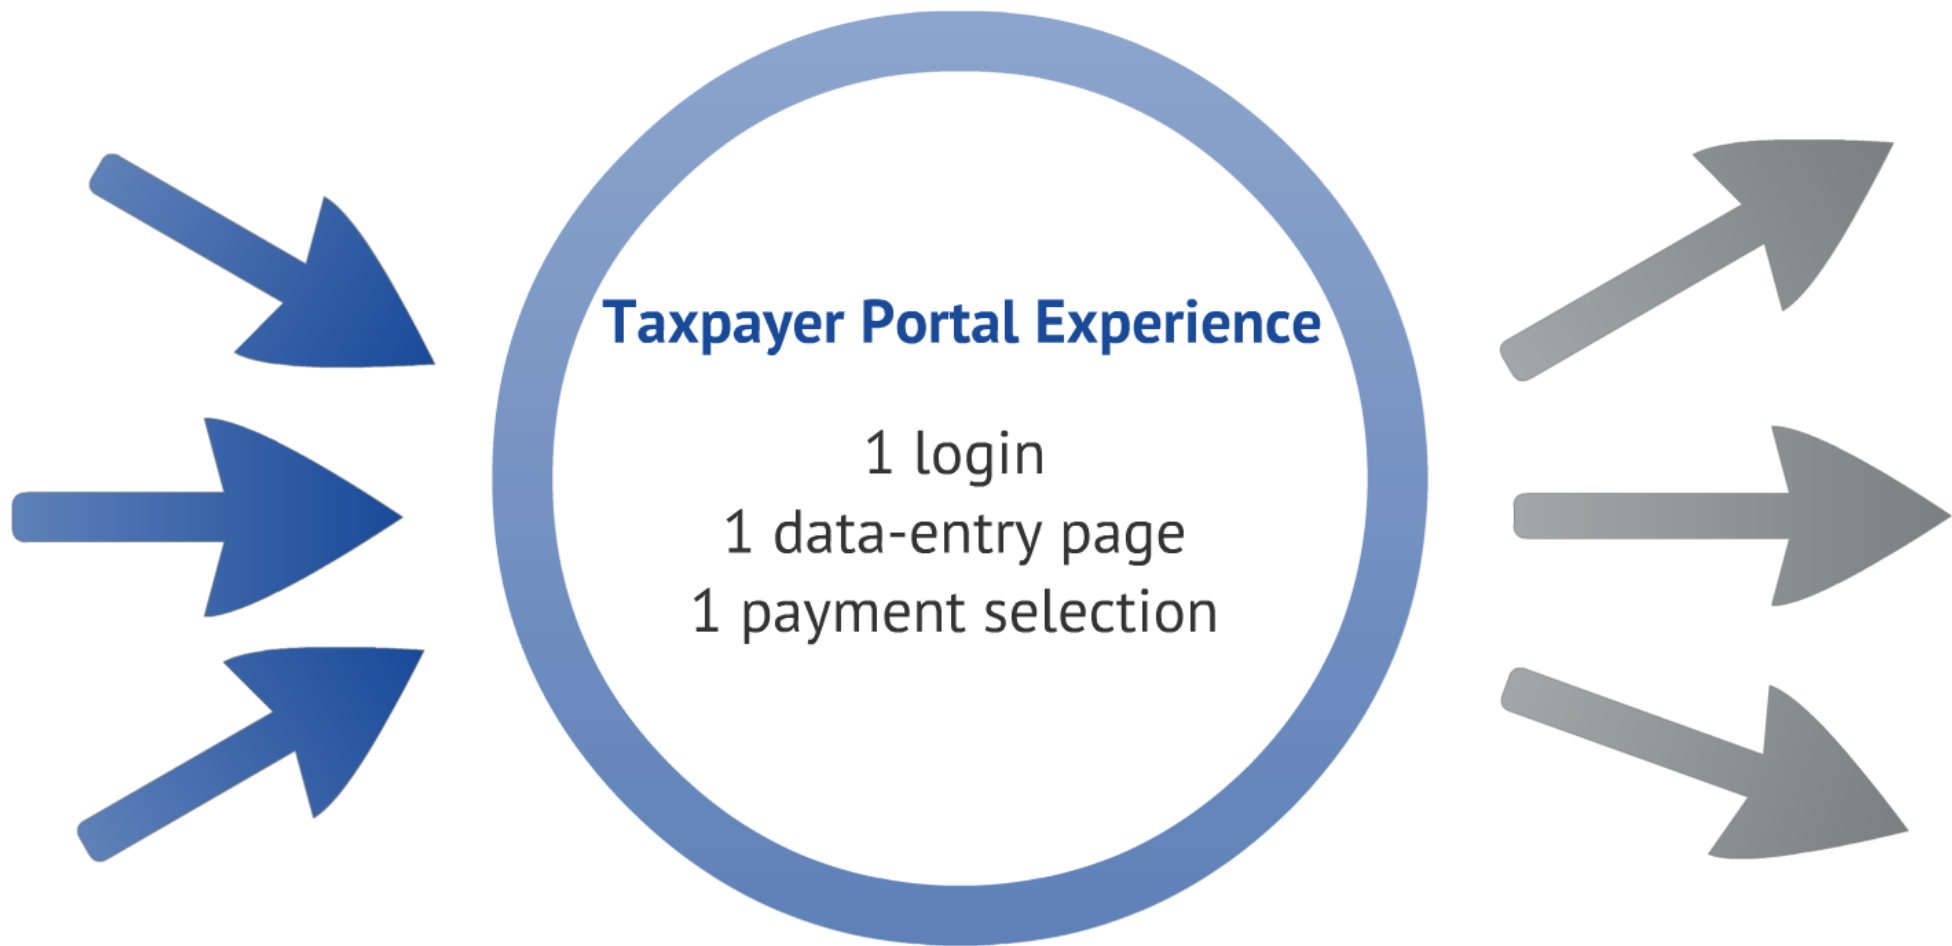 Taxpayer Portal Experience
1 login
1 data-entry page
1 payment selection